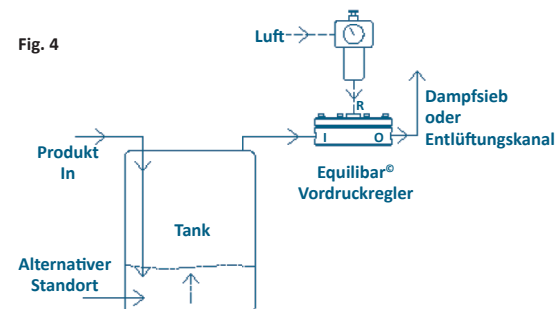 Fig. 4
Luft
R
I
O
Dampfsieb
oder
Entlüftungskanal
Produkt
In
Equilibar©
Vordruckregler
Tank
Alternativer
Standort